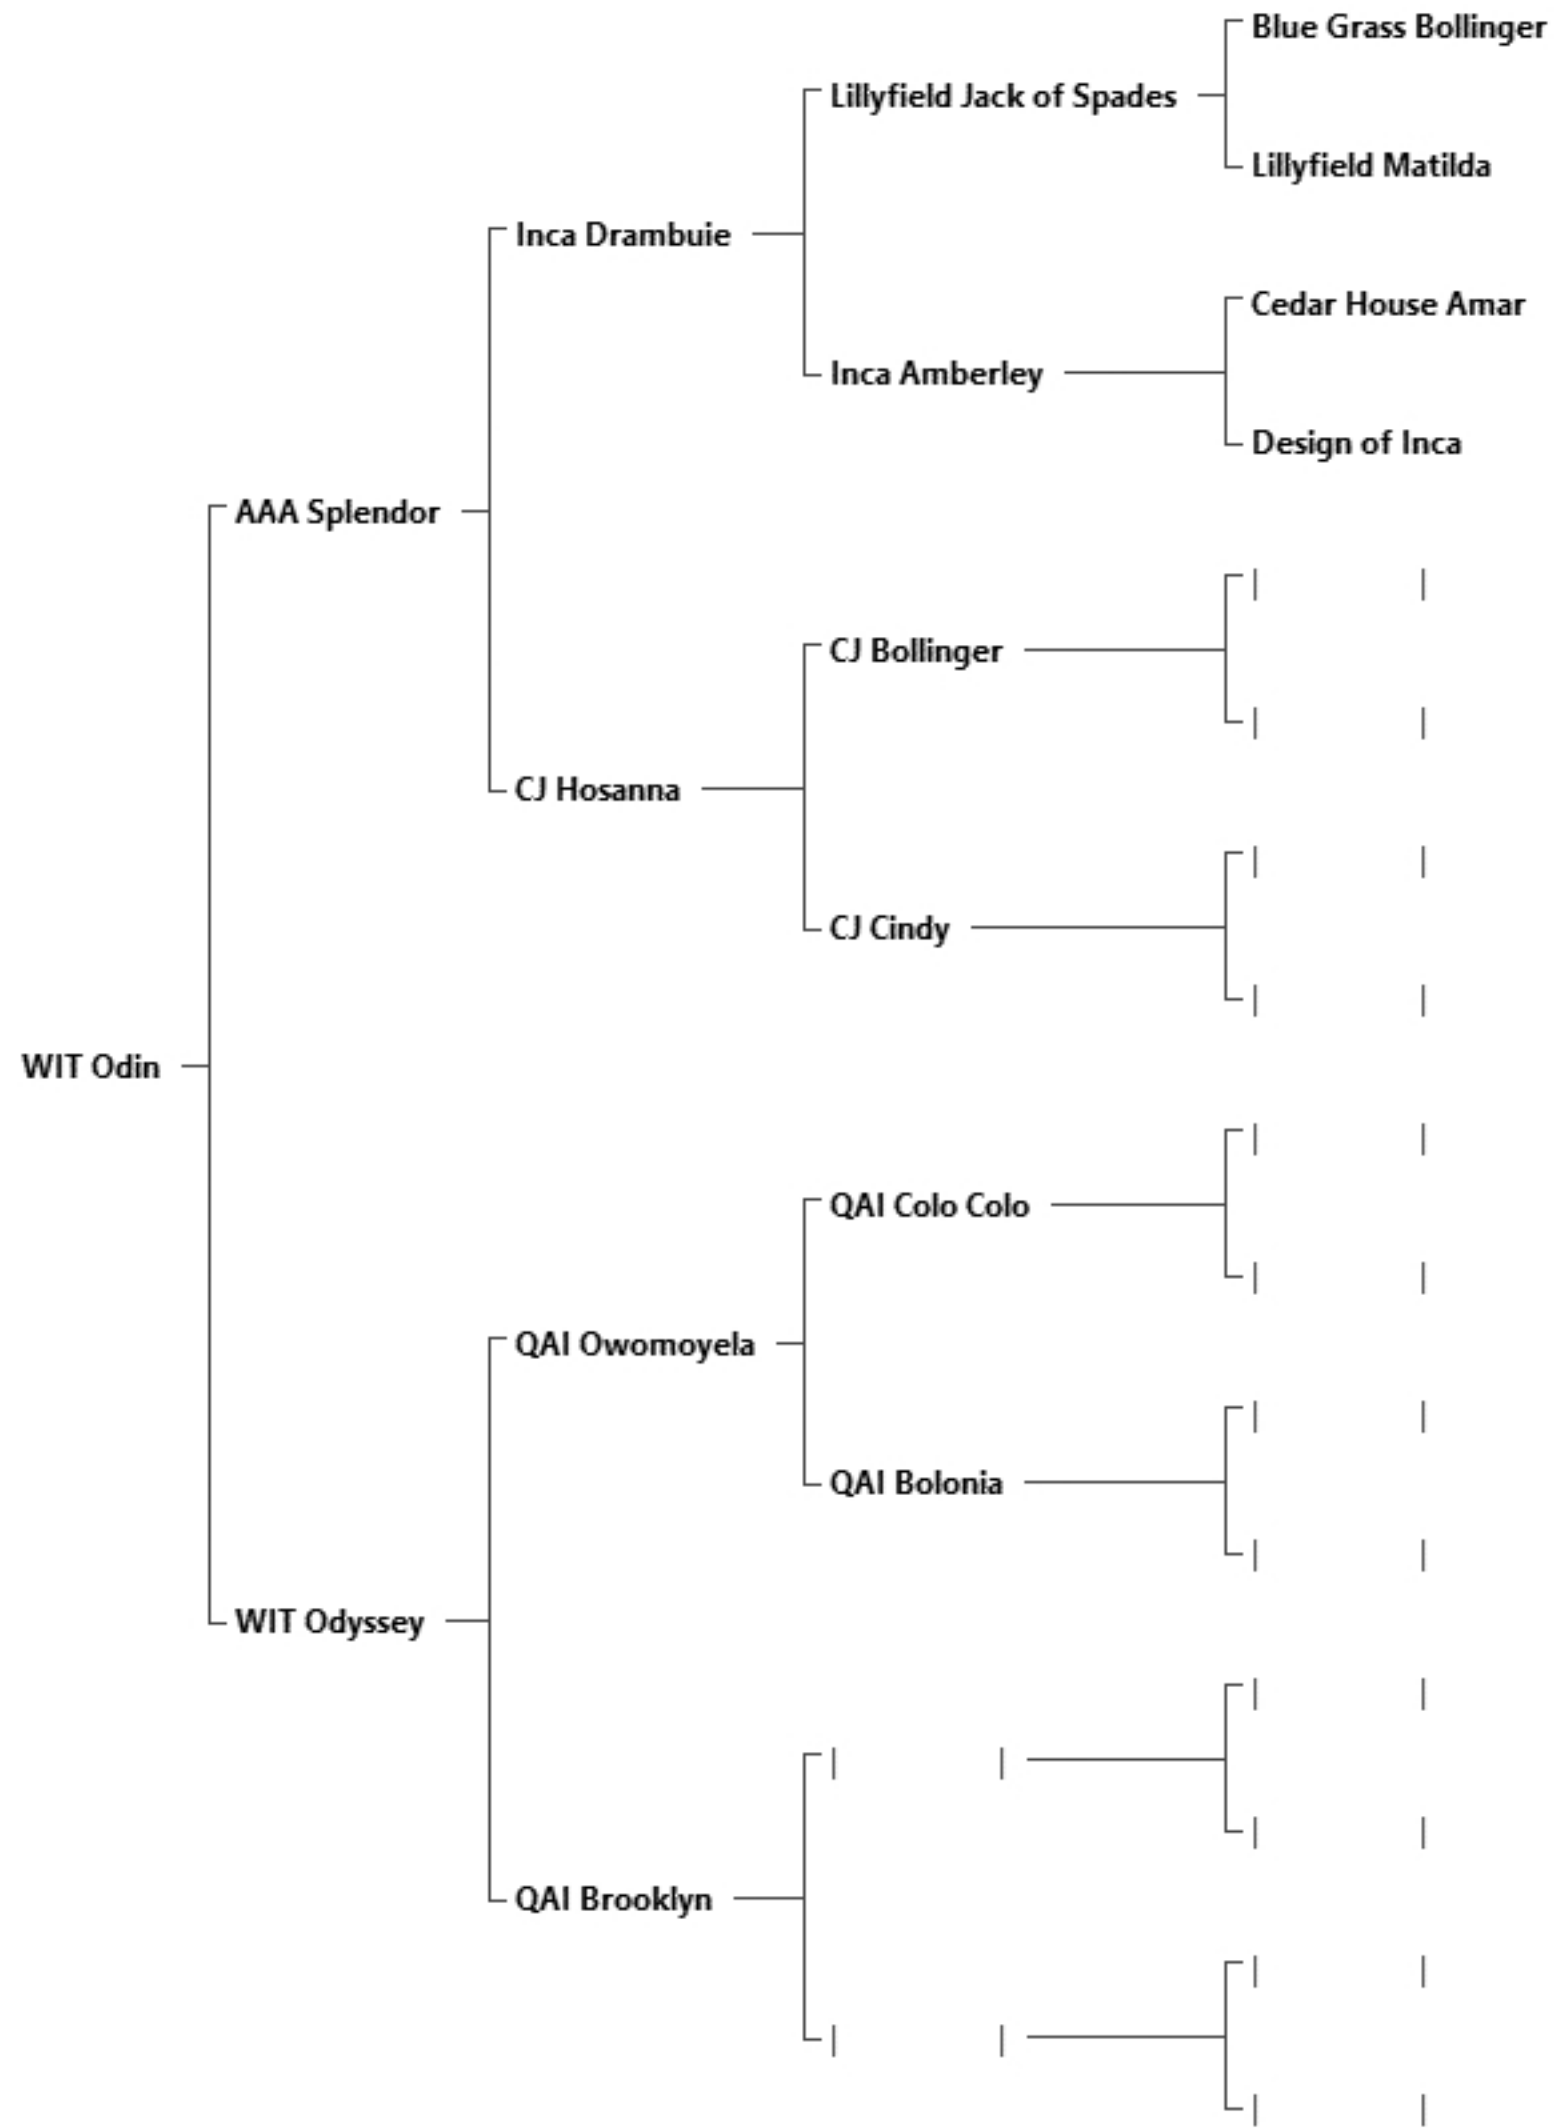 Blue Grass Bollinger
Lillyfield Jack of Spades
Lillyfield Matilda
Inca Drambuie
Cedar House Amar
Inca Amberley
Design of Inca
AAA Splendor
CJ Bollinger
CJ Hosanna
CJ Cindy
WIT Odin
QAI Colo Colo
QAI Owomoyela
QAI Bolonia
WIT Odyssey
QAI Brooklyn